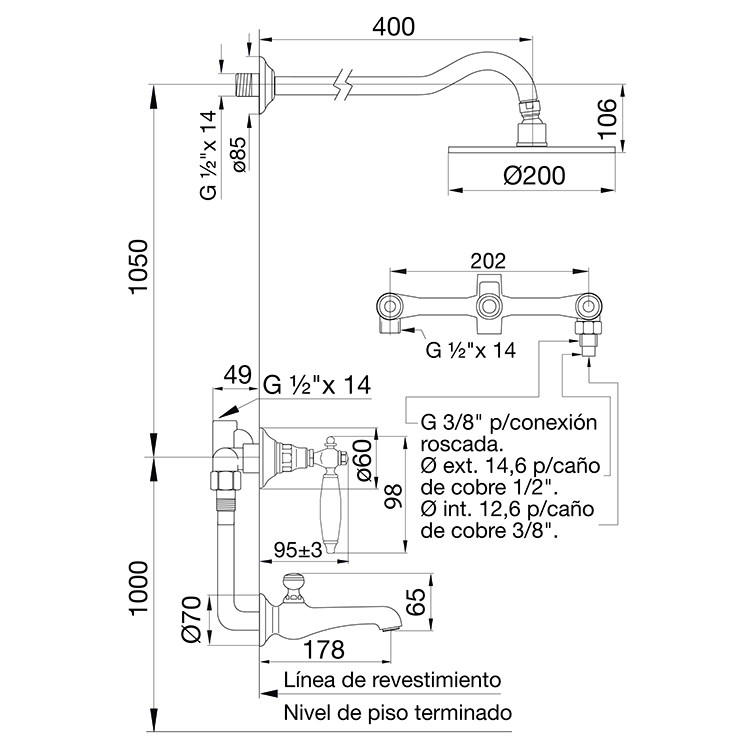 400
G ½"x 14
ø85
106
Ø200
1050
202
G ½"x 14
49
G ½"x 14
G 3/8" p/conexión
roscada.
Ø ext. 14,6 p/caño
de cobre 1/2".
Ø int. 12,6 p/caño
de cobre 3/8".
ø60
98
95±3
1000
Ø70
65
178
Línea de revestimiento
Nivel de piso terminado